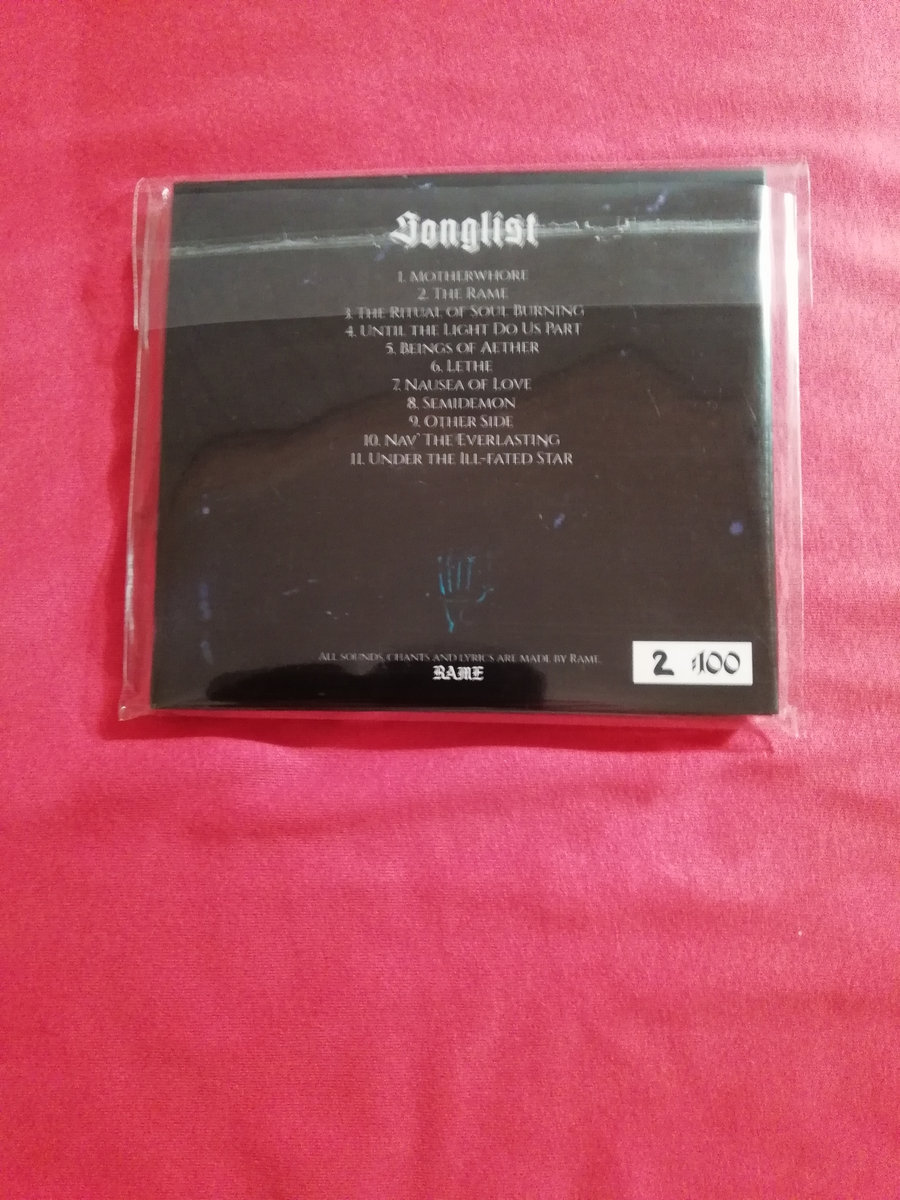 Songlist
1. Motherwhore
2. The Rame
3. The Ritual of Soul Burning
4. Until the Light Do Us Part
5. Beings of Aether
6. Lethe
7. Nausea of Love
8. Semidemon
9. Other Side
10. Nav' The Everlasting
11. Under the Ill-fated Star
All sounds, chants and lyrics are made by Rame.
RAME
2 :100